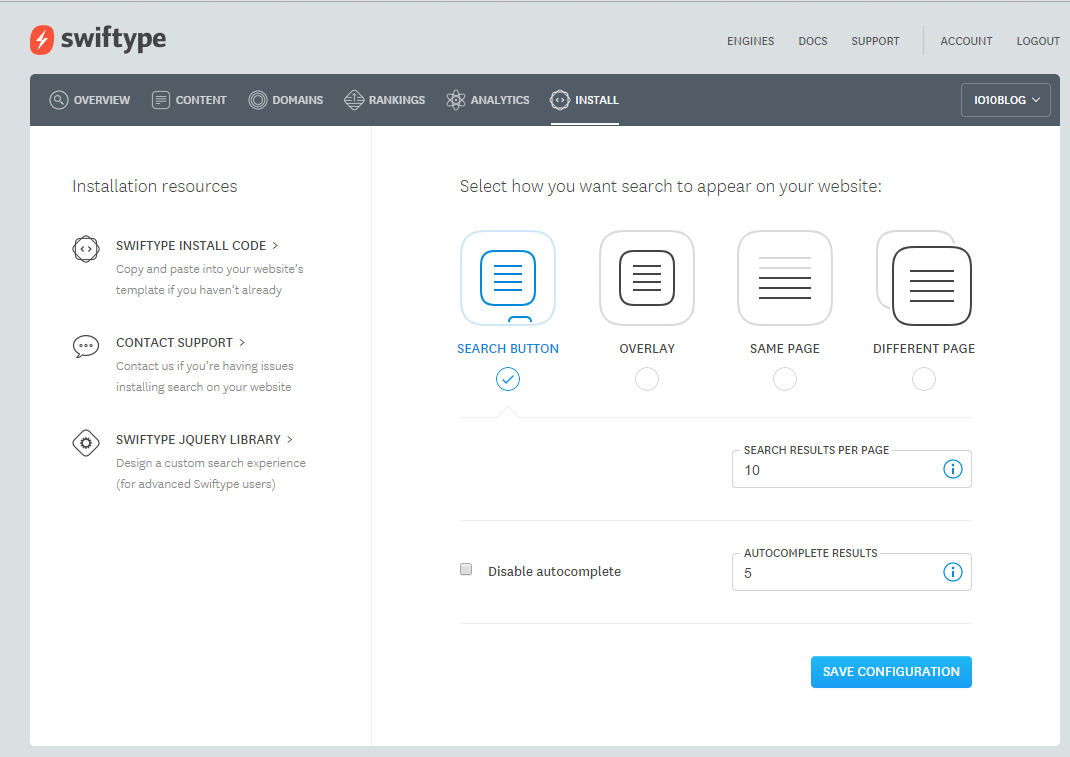 swiftype
ENGINES DOCS SUPPORT ACCOUNT LOGOUT
OVERVIEW CONTENT DOMAINS RANKINGS ANALYTICS INSTALL IO10BLOG
Installation resources
SWIFTYPE INSTALL CODE >
Copy and paste into your website's
template if you haven't already
CONTACT SUPPORT >
Contact us if you're having issues
installing search on your website
SWIFTYPE JQUERY LIBRARY >
Design a custom search experience
(for advanced Swiftype users)
Select how you want search to appear on your website:
SEARCH BUTTON OVERLAY SAME PAGE DIFFERENT PAGE
SEARCH RESULTS PER PAGE
10
Disable autocomplete
AUTOCOMPLETE RESULTS
5
SAVE CONFIGURATION